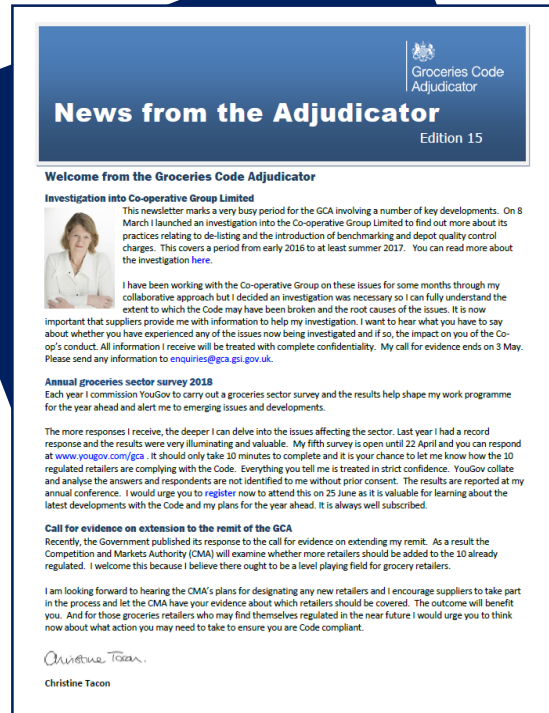 Groceries Code
Adjudicator
News from the Adjudicator
Edition 15
Welcome from the Groceries Code Adjudicator
Investigation into Co-operative Group Limited
This newsletter marks a very busy period for the GCA involving a number of key developments. On 8
March I launched an investigation into the Co-operative Group Limited to find out more about its
practices relating to de-listing and the introduction of benchmarking and depot quality control
charges. This covers a period from early 2016 to at least summer 2017. You can read more about
the investigation here.
I have been working with the Co-operative Group on these issues for some months through my
collaborative approach but I decided an investigation was necessary so I can fully understand the
extent to which the Code may have been broken and the root causes of the issues. It is now
important that suppliers provide me with information to help my investigation. I want to hear what you have to say
about whether you have experienced any of the issues now being investigated and if so, the impact on you of the Co-
op's conduct. All information I receive will be treated with complete confidentiality. My call for evidence ends on 3 May.
Please send any information to enquiries@gca.gsi.gov.uk.
Annual groceries sector survey 2018
Each year I commission YouGov to carry out a groceries sector survey and the results help shape my work programme
for the year ahead and alert me to emerging issues and developments.
The more responses I receive, the deeper I can delve into the issues affecting the sector. Last year I had a record
response and the results were very illuminating and valuable. My fifth survey is open until 22 April and you can respond
at www.yougov.com/gca . It should only take 10 minutes to complete and it is your chance to let me know how the 10
regulated retailers are complying with the Code. Everything you tell me is treated in strict confidence. YouGov collate
and analyse the answers and respondents are not identified to me without prior consent. The results are reported at my
annual conference. I would urge you to register now to attend this on 25 June as it is valuable for learning about the
latest developments with the Code and my plans for the year ahead. It is always well subscribed.
Call for evidence on extension to the remit of the GCA
Recently, the Government published its response to the call for evidence on extending my remit. As a result the
Competition and Markets Authority (CMA) will examine whether more retailers should be added to the 10 already
regulated. I welcome this because I believe there ought to be a level playing field for grocery retailers.
I am looking forward to hearing the CMA's plans for designating any new retailers and I encourage suppliers to take part
in the process and let the CMA have your evidence about which retailers should be covered. The outcome will benefit
you. And for those groceries retailers who may find themselves regulated in the near future I would urge you to think
now about what action you may need to take to ensure you are Code compliant.
Christine Tacon.
Christine Tacon